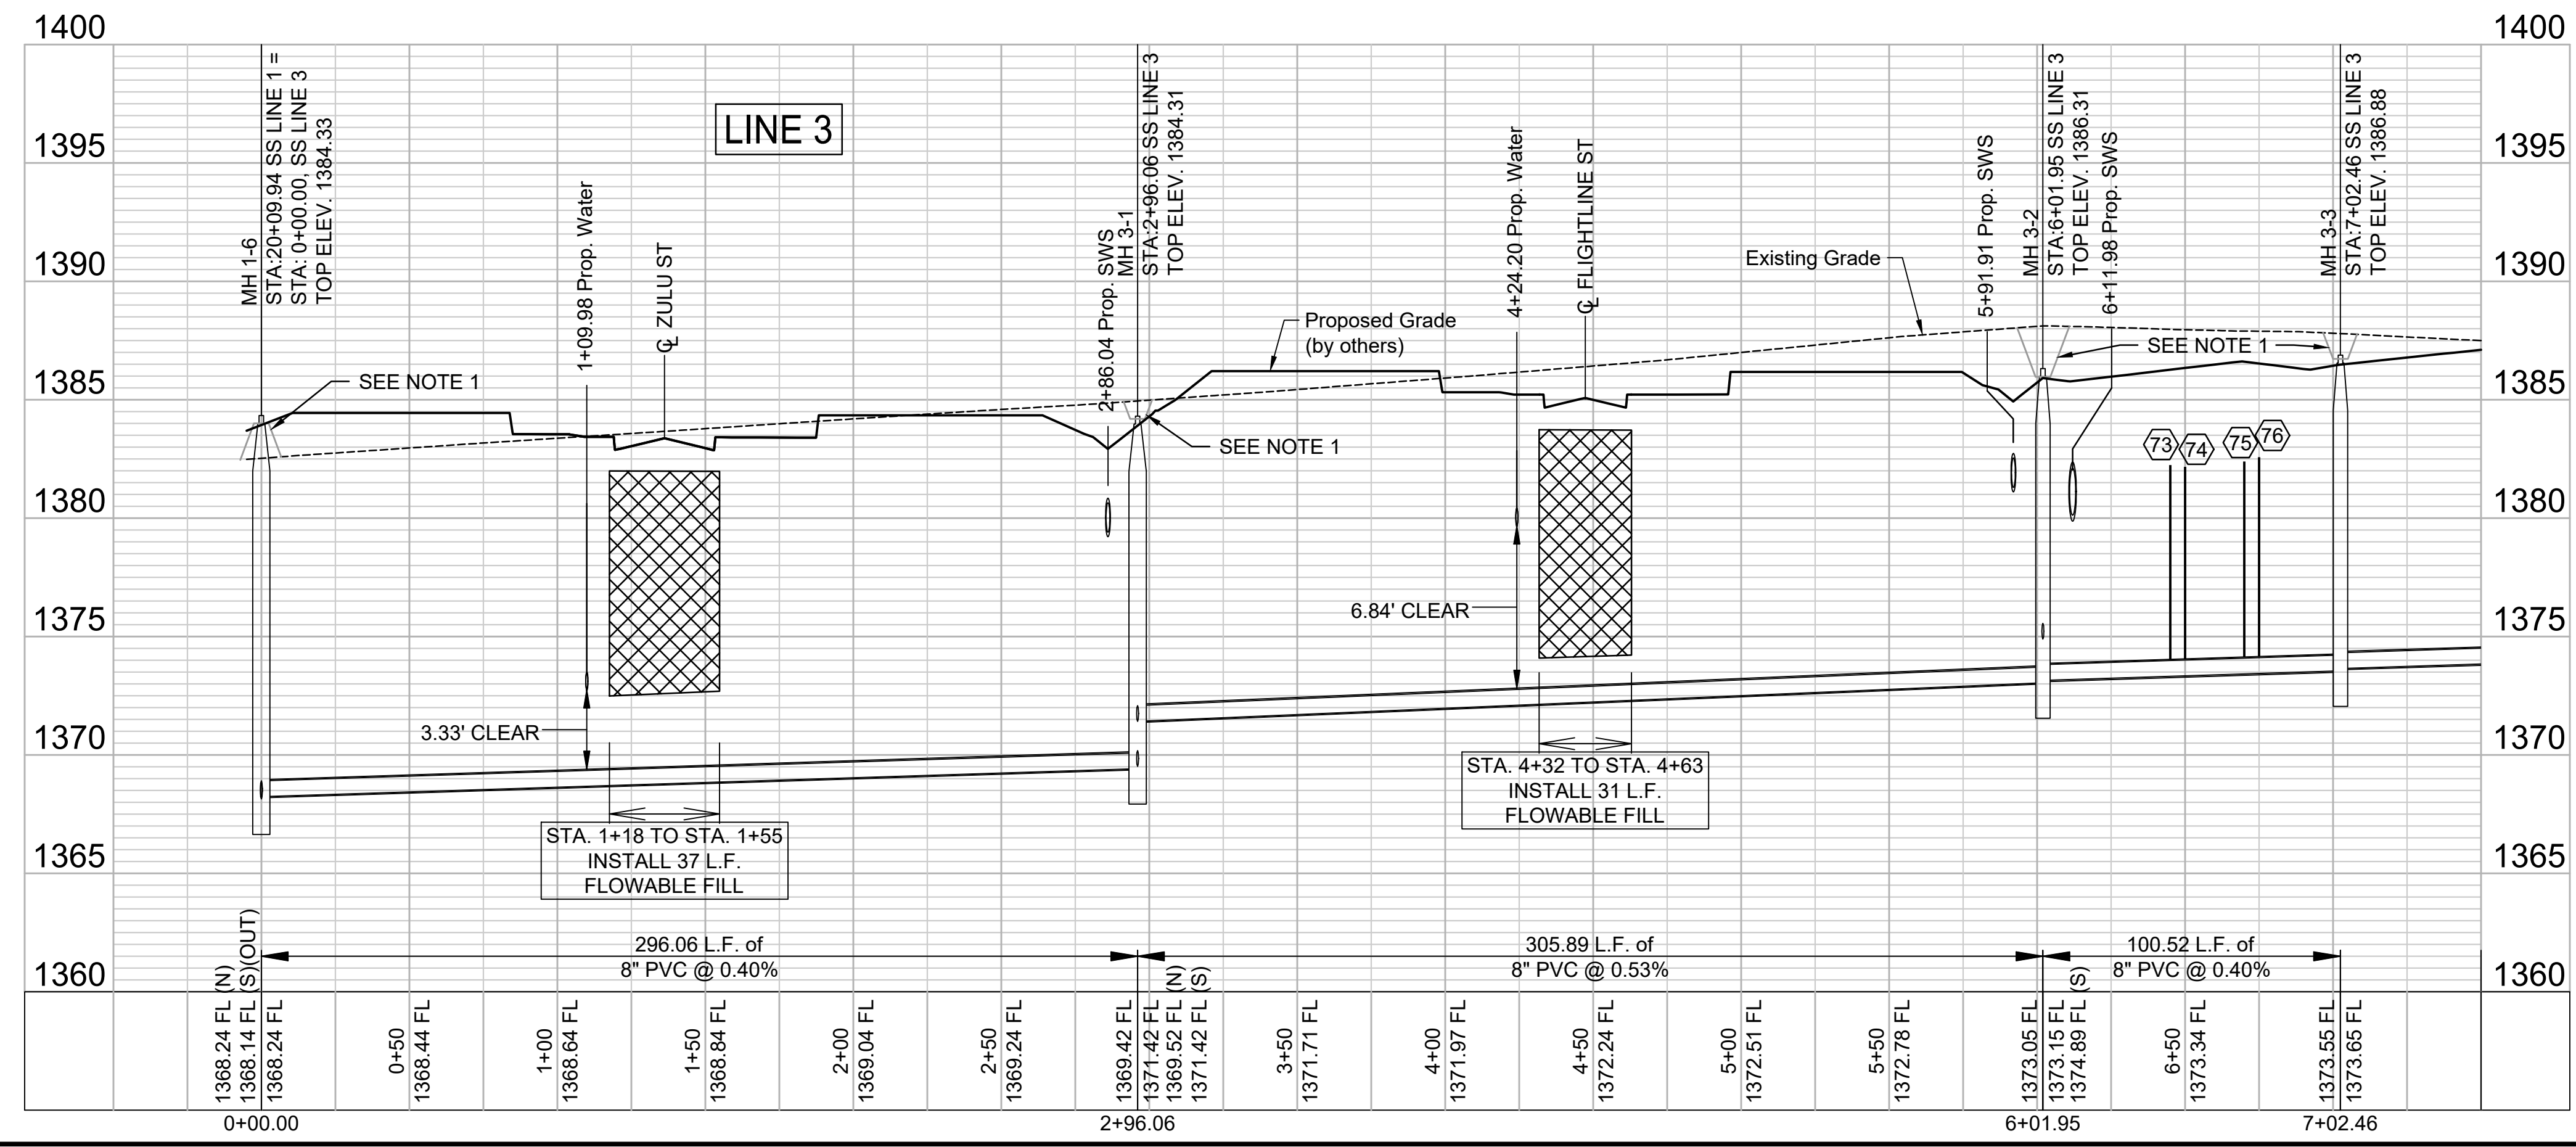 1400
1400
1395
1395
1390
1390
1385
1385
1380
1380
1375
1375
1370
1370
1365
1365
1360
1360
LINE 3
MH 1-6
STA:20+09.94 SS LINE 1 =
STA: 0+00.00, SS LINE 3
TOP ELEV. 1384.33
SEE NOTE 1
1+09.98 Prop. Water
℄ ZULU ST
2+86.04 Prop. SWS
MH 3-1
STA:2+96.06 SS LINE 3
TOP ELEV. 1384.31
SEE NOTE 1
Proposed Grade
(by others)
4+24.20 Prop. Water
℄ FLIGHTLINE ST
Existing Grade
5+91.91 Prop. SWS
MH 3-2
STA:6+01.95 SS LINE 3
TOP ELEV. 1386.31
6+11.98 Prop. SWS
SEE NOTE 1
MH 3-3
STA:7+02.46 SS LINE 3
TOP ELEV. 1386.88
73
74
75
76
3.33' CLEAR
6.84' CLEAR
STA. 1+18 TO STA. 1+55
INSTALL 37 L.F.
FLOWABLE FILL
STA. 4+32 TO STA. 4+63
INSTALL 31 L.F.
FLOWABLE FILL
296.06 L.F. of
8" PVC @ 0.40%
305.89 L.F. of
8" PVC @ 0.53%
100.52 L.F. of
8" PVC @ 0.40%
1368.24 FL (N)
1368.14 FL (S)(OUT)
1368.24 FL
0+50
1368.44 FL
1+00
1368.64 FL
1+50
1368.84 FL
2+00
1369.04 FL
2+50
1369.24 FL
1369.42 FL
1371.42 FL
1369.52 FL (N)
1371.42 FL (S)
3+50
1371.71 FL
4+00
1371.97 FL
4+50
1372.24 FL
5+00
1372.51 FL
5+50
1372.78 FL
1373.05 FL
1373.15 FL
1374.89 FL (S)
6+50
1373.34 FL
1373.55 FL
1373.65 FL
0+00.00
2+96.06
6+01.95
7+02.46